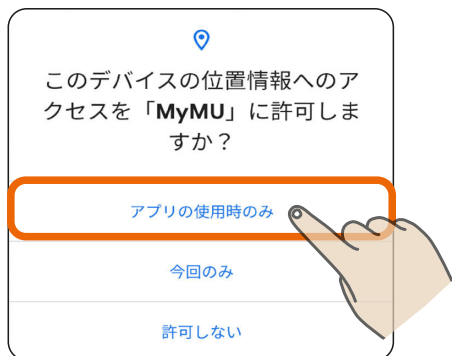 このデバイスの位置情報へのア
クセスを「MyMU」に許可しま
すか？
アプリの使用時のみ
今回のみ
許可しない